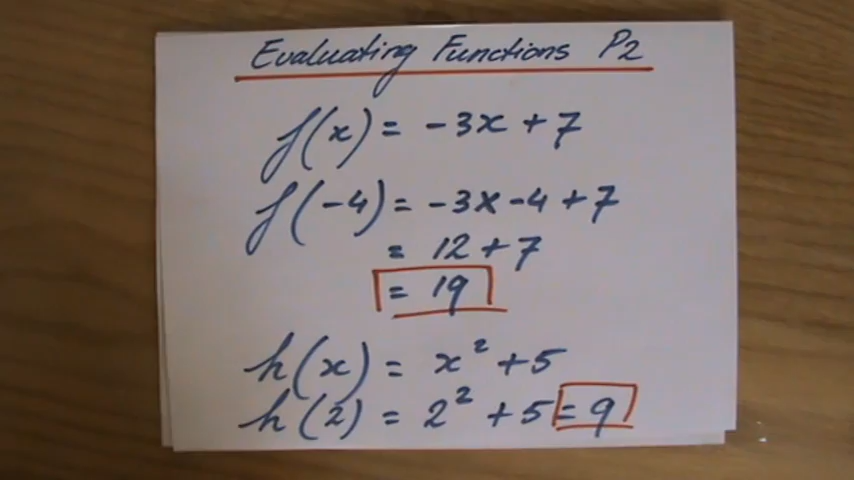 Evaluating Functions P2
f(x) = -3x + 7
f(-4) = -3x -4 + 7
= 12 + 7
= 19
h(x) = x² + 5
h(2) = 2² + 5 = 9